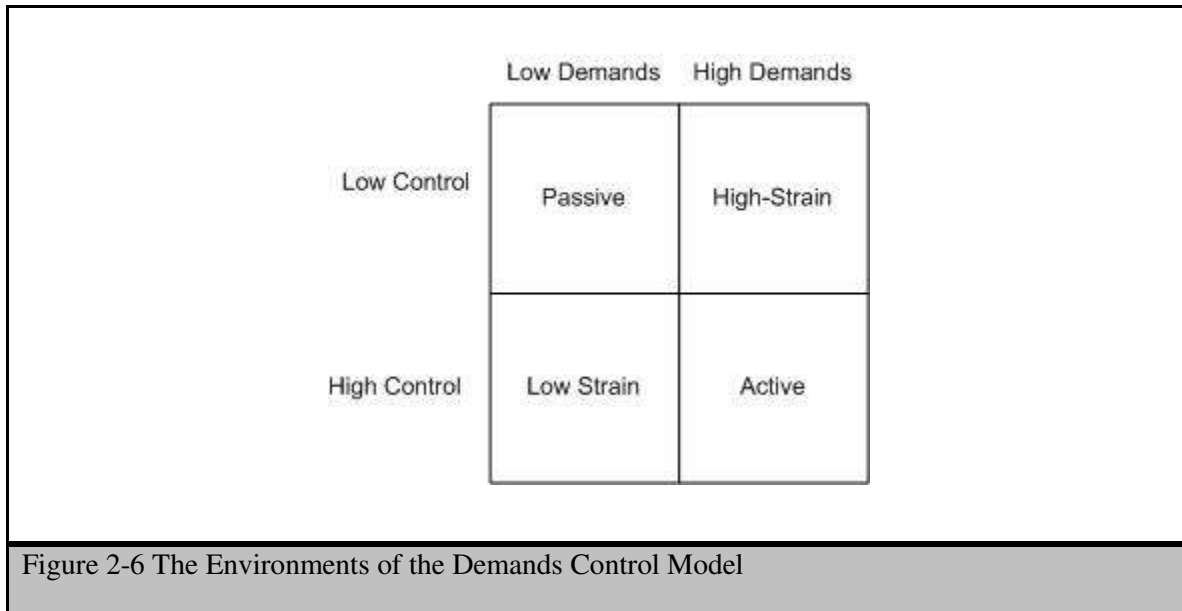 Low Demands High Demands
Low Control
Passive High-Strain
High Control Low Strain Active
Figure 2-6 The Environments of the Demands Control Model